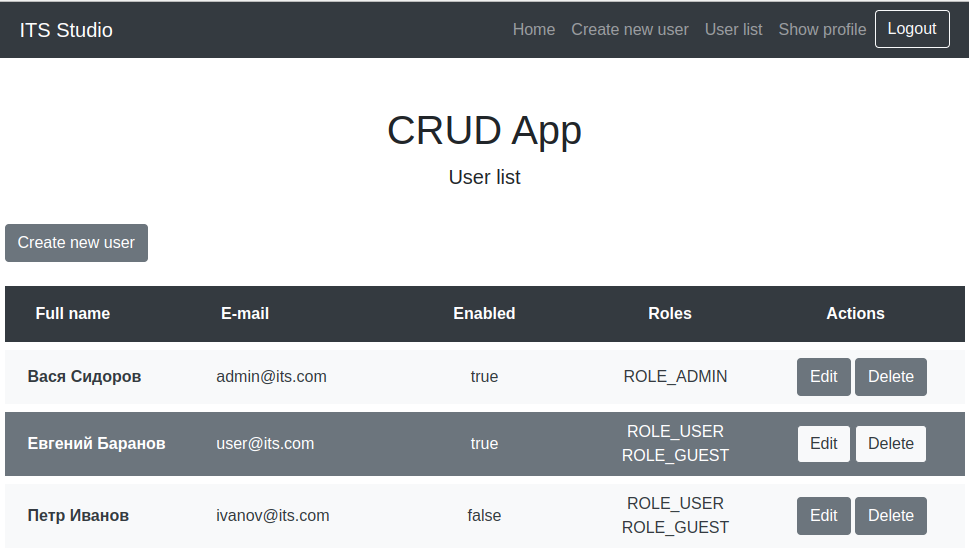 ITS Studio Home Create new user User list Show profile Logout
CRUD App
User list
Create new user
Full name E-mail Enabled Roles Actions
Вася Сидоров admin@its.com true ROLE_ADMIN Edit Delete
Евгений Баранов user@its.com true ROLE_USER ROLE_GUEST Edit Delete
Петр Иванов ivanov@its.com false ROLE_USER ROLE_GUEST Edit Delete